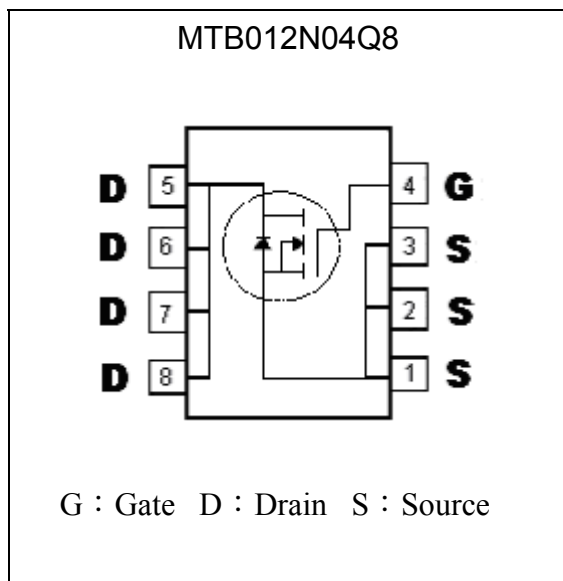 MTB012N04Q8
D 5 4 G
D 6 3 S
D 7 2 S
D 8 1 S
G：Gate D：Drain S：Source